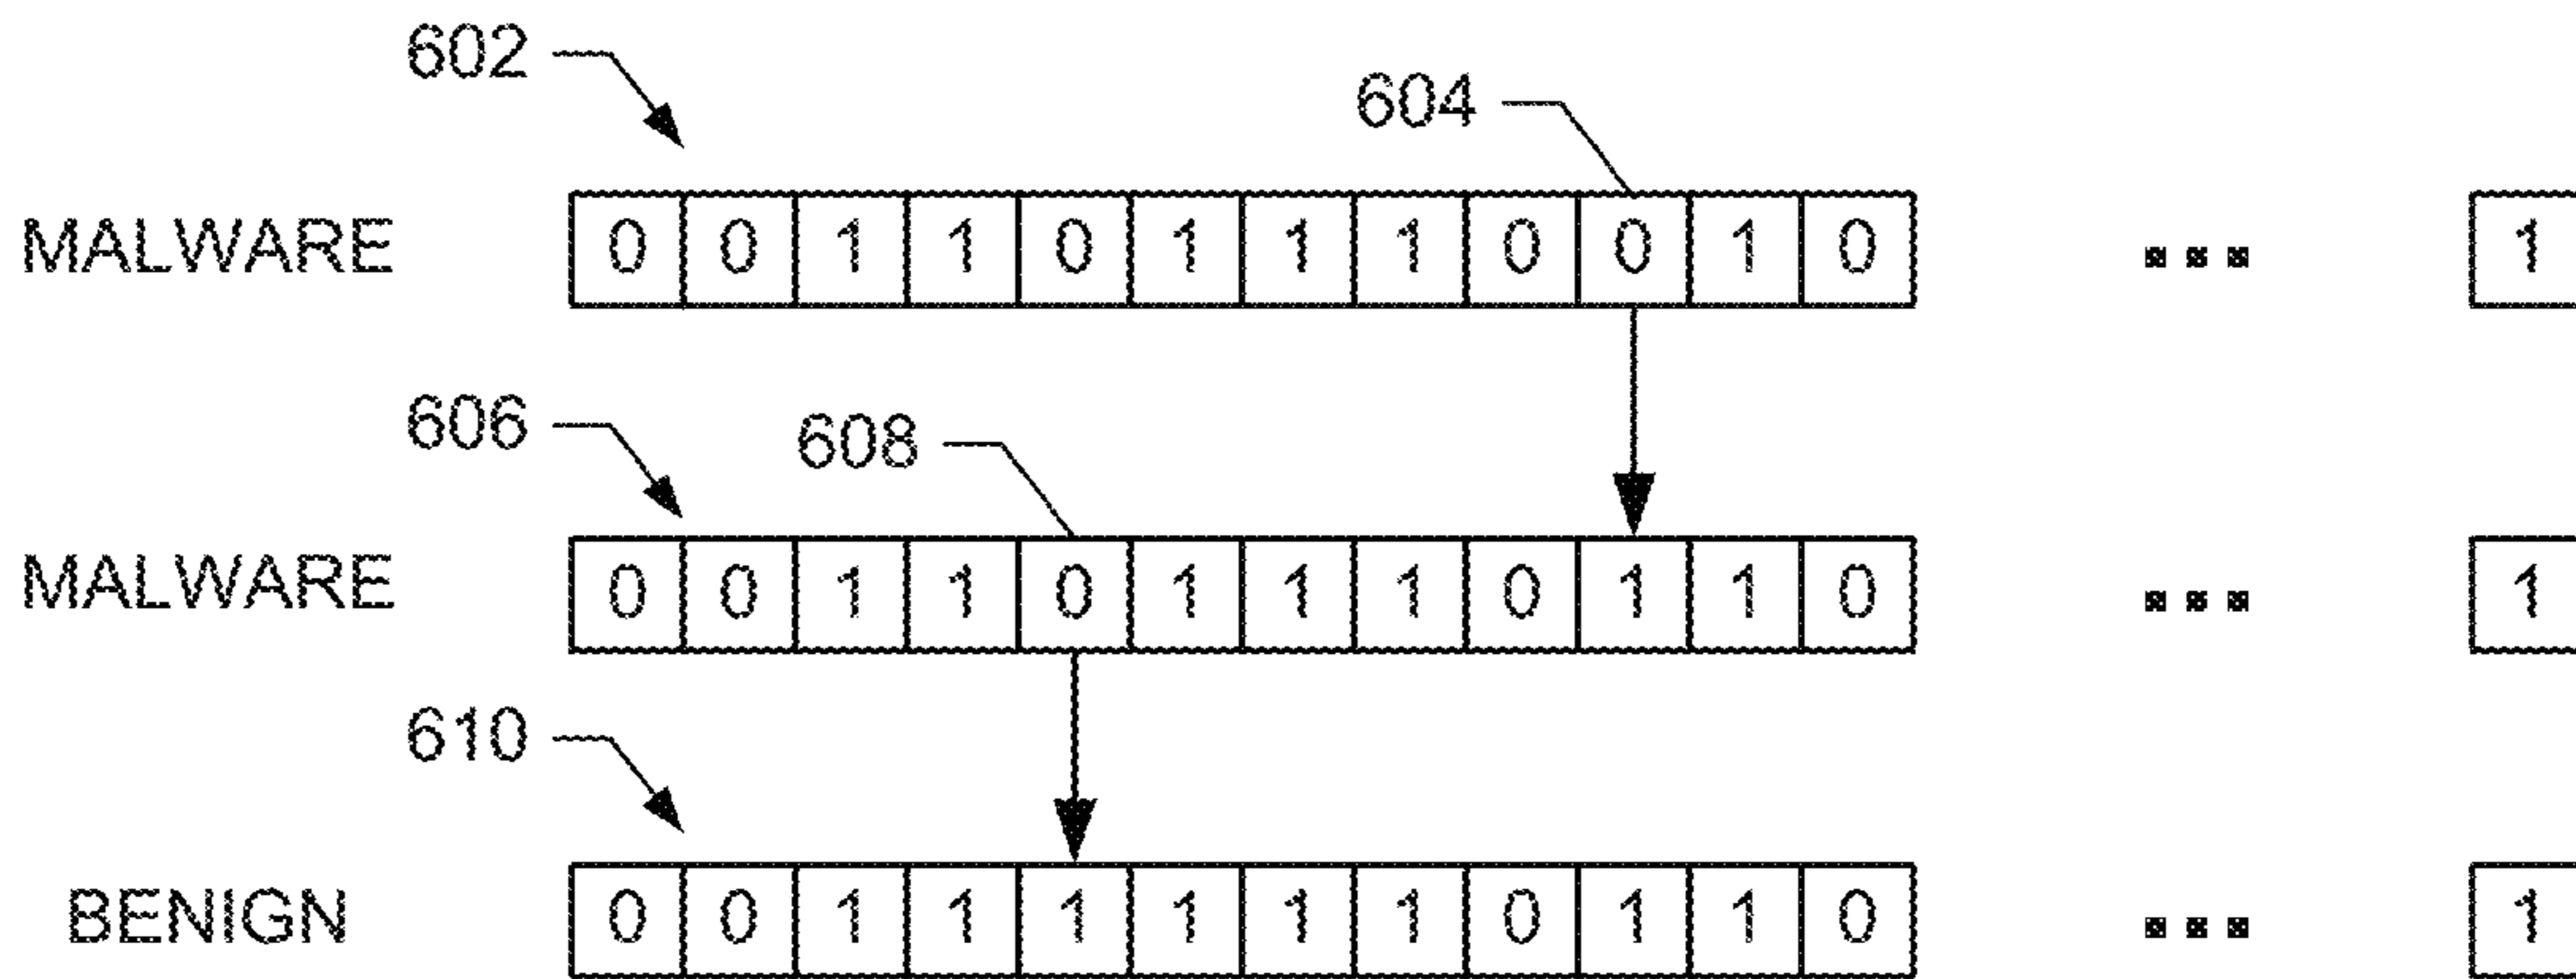 602
604
MALWARE 0 0 1 1 0 1 1 1 0 0 1 0 ... 1
606
608
MALWARE 0 0 1 1 0 1 1 1 0 1 1 0 ... 1
610
BENIGN 0 0 1 1 1 1 1 1 0 1 1 0 ... 1